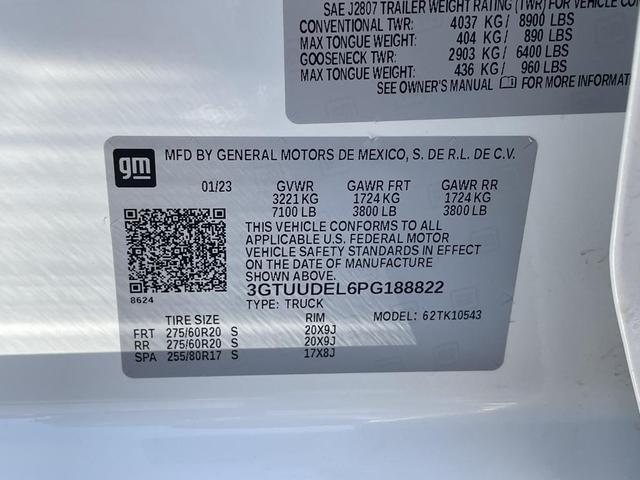 SAE J2807 TRAILER WEIGHT RATING (TWR) FOR VEHICLE
CONVENTIONAL TWR: 4037 KG/ 8900 LBS
MAX TONGUE WEIGHT: 404 KG/ 890 LBS
GOOSENECK TWR: 2903 KG/ 6400 LBS
MAX TONGUE WEIGHT: 436 KG/ 960 LBS
SEE OWNER'S MANUAL FOR MORE
gm MFD BY GENERAL MOTORS DE MEXICO, S. DE R.L. DE C.V.
01/23 GVWR GAWR FRT GAWR RR
3221 KG 1724 KG 1724 KG
7100 LB 3800 LB 3800 LB
THIS VEHICLE CONFORMS TO ALL
APPLICABLE U.S. FEDERAL MOTOR
VEHICLE SAFETY STANDARDS IN EFFECT
ON THE DATE OF MANUFACTURE
SHOWN ABOVE.
8624
3GTUUDEL6PG188822
TYPE: TRUCK MODEL: 62TK10543
TIRE SIZE RIM
FRT 275/60R20 S 20X9J
RR 275/60R20 S 20X9J
SPA 255/80R17 S 17X8J